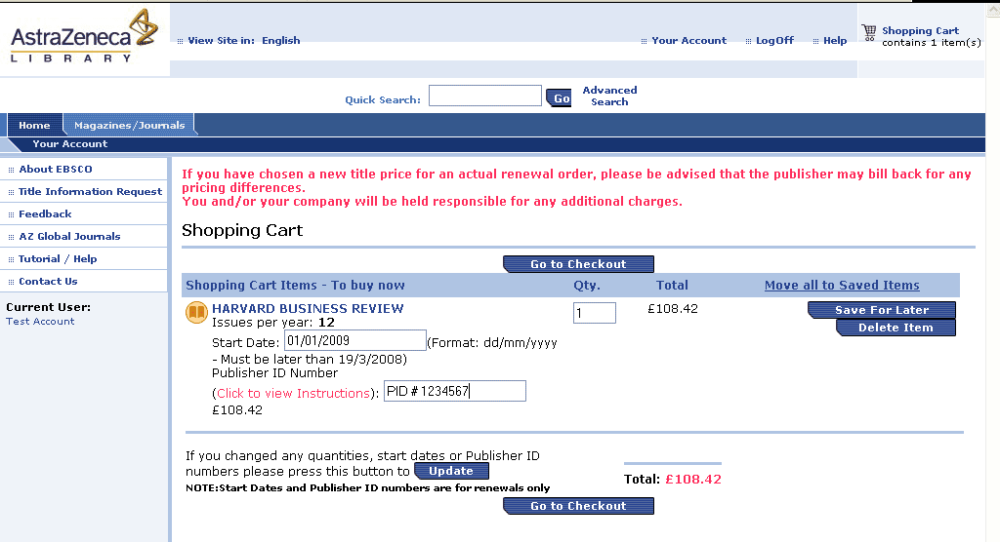 AstraZeneca
LIBRARY
View Site in: English
Your Account
LogOff
Help
Shopping Cart
contains 1 item(s)
Quick Search:
Go
Advanced
Search
Home
Magazines/Journals
Your Account
About EBSCO
Title Information Request
Feedback
AZ Global Journals
Tutorial / Help
Contact Us
Current User:
Test Account
If you have chosen a new title price for an actual renewal order, please be advised that the publisher may bill back for any
pricing differences.
You and/or your company will be held responsible for any additional charges.
Shopping Cart
Go to Checkout
Shopping Cart Items - To buy now Qty. Total Move all to Saved Items
HARVARD BUSINESS REVIEW 1 £108.42 Save For Later
Issues per year: 12 Delete Item
Start Date: 01/01/2009 (Format: dd/mm/yyyy
- Must be later than 19/3/2008)
Publisher ID Number
(Click to view Instructions): PID # 1234567
£108.42
If you changed any quantities, start dates or Publisher ID
numbers please press this button to Update
NOTE:Start Dates and Publisher ID numbers are for renewals only
Total: £108.42
Go to Checkout